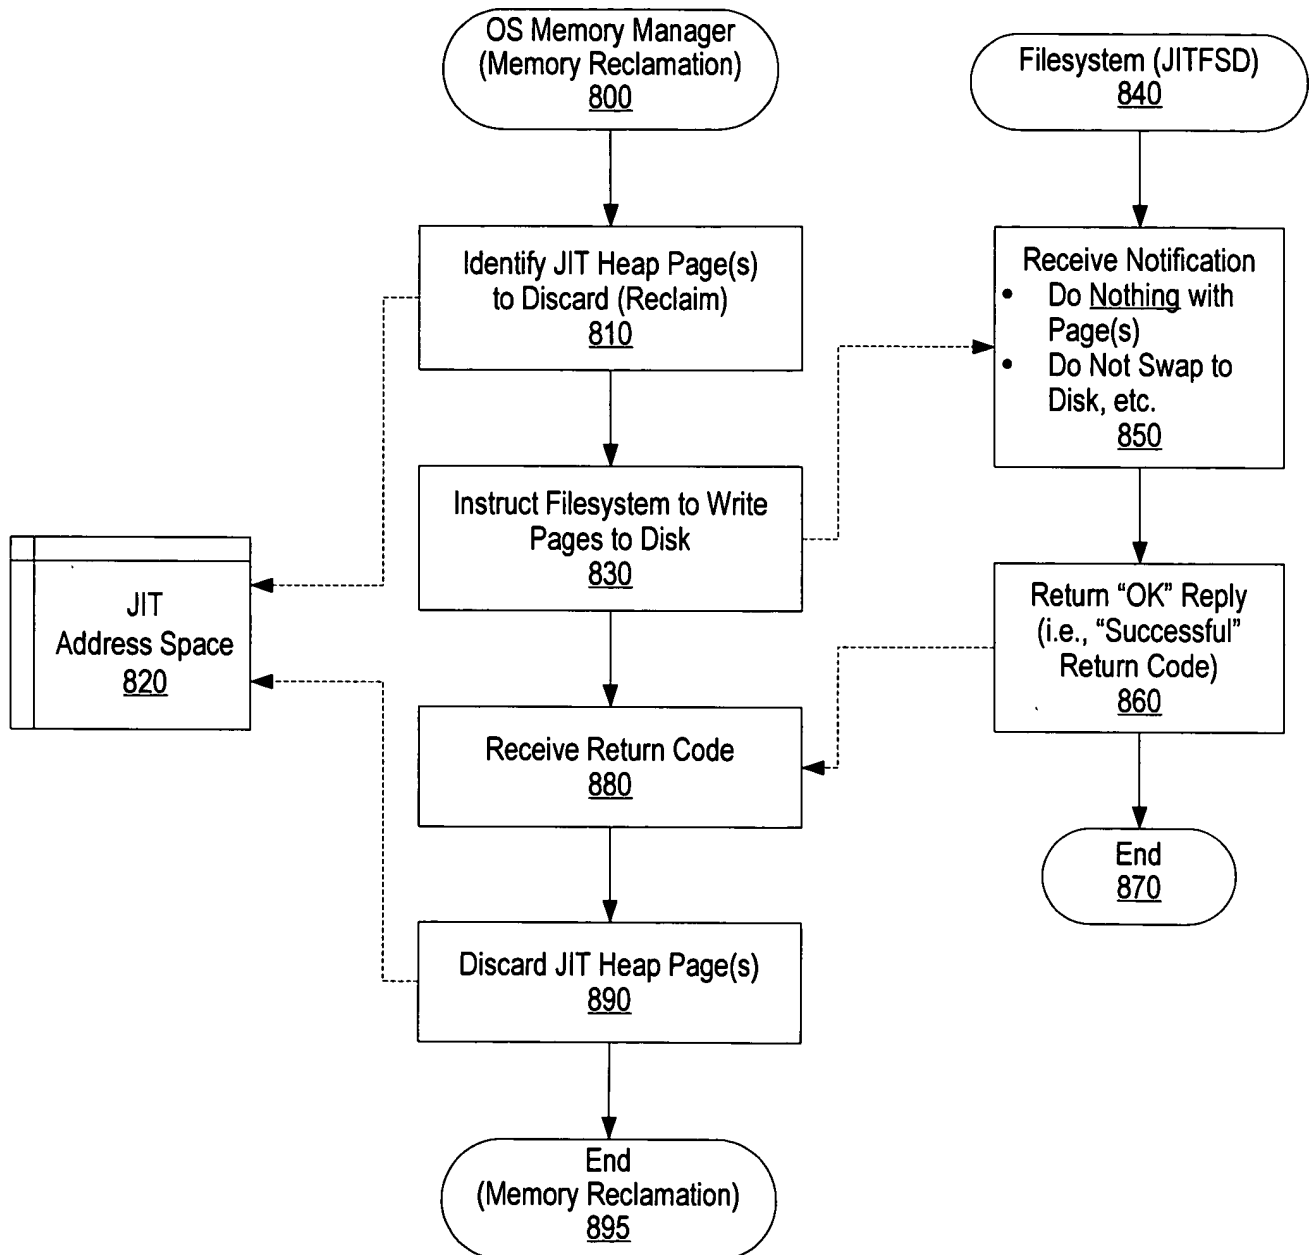 OS Memory Manager
(Memory Reclamation)
800
Filesystem (JITFSD)
840
Identify JIT Heap Page(s)
to Discard (Reclaim)
810
Receive Notification
• Do Nothing with
Page(s)
• Do Not Swap to
Disk, etc.
850
Instruct Filesystem to Write
Pages to Disk
830
JIT
Address Space
820
Return “OK” Reply
(i.e., “Successful”
Return Code)
860
Receive Return Code
880
End
870
Discard JIT Heap Page(s)
890
End
(Memory Reclamation)
895